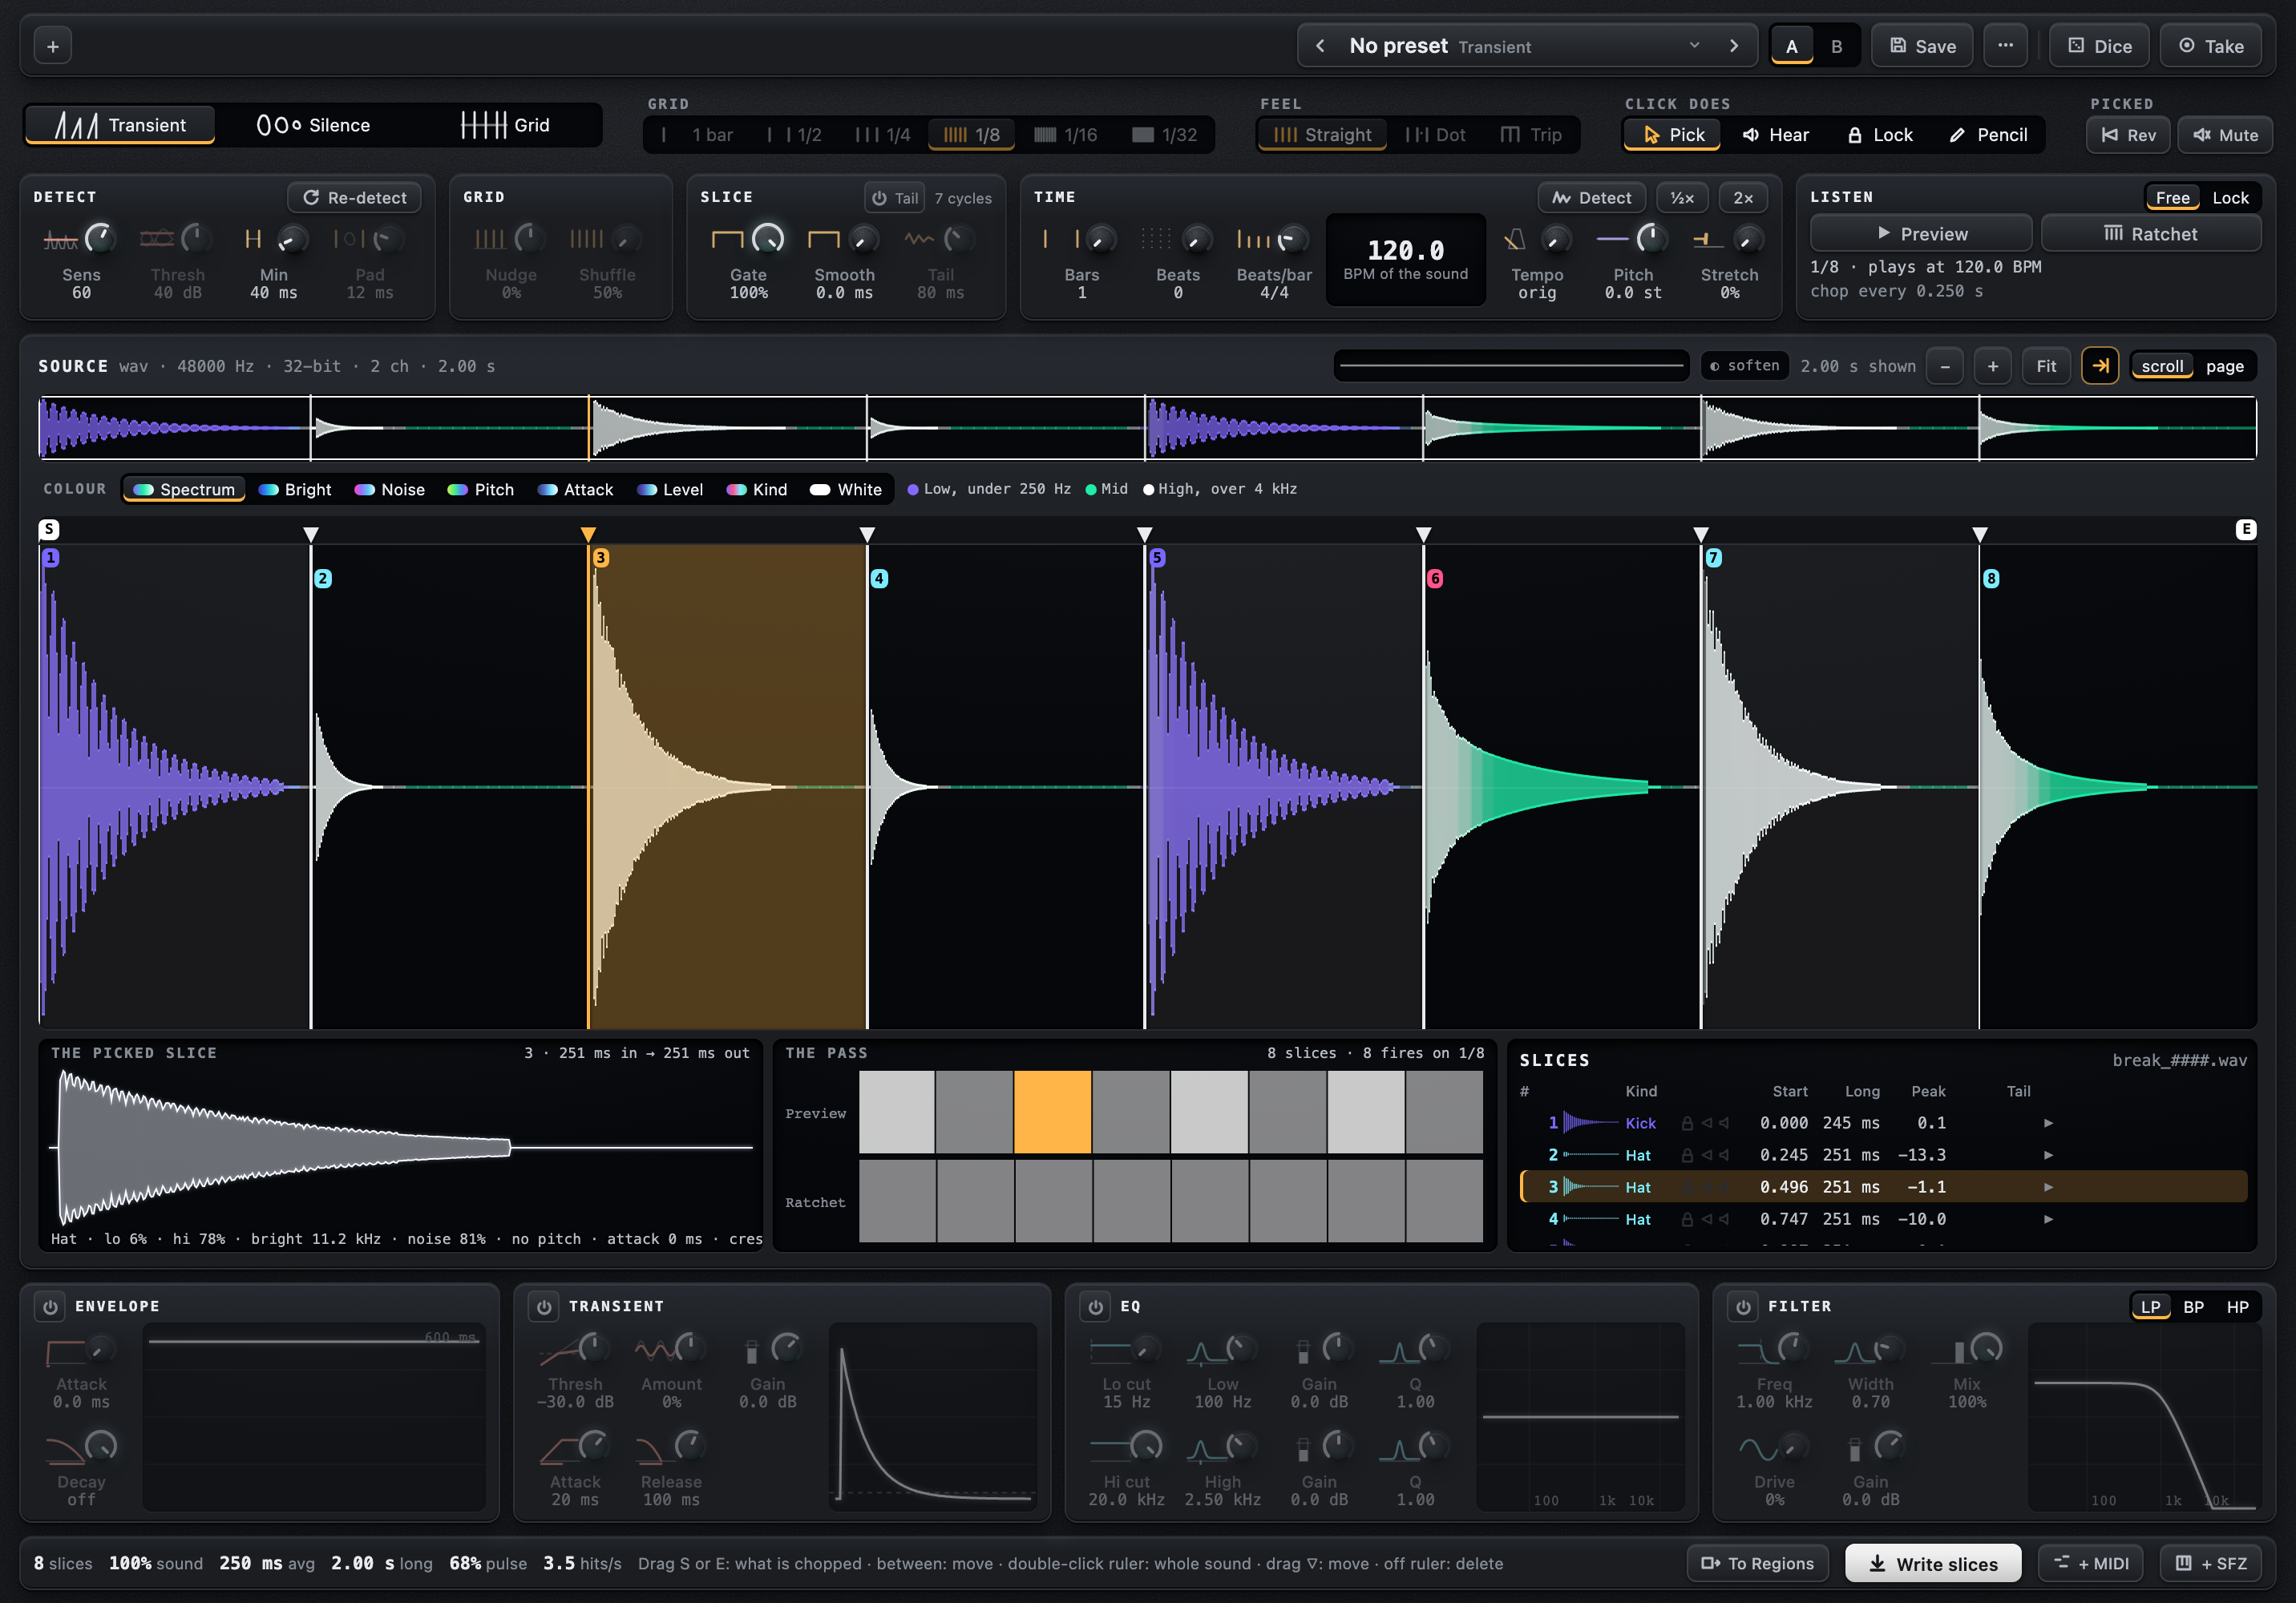 +
No preset Transient
A B
Save
...
Dice
Take
Transient Silence Grid
GRID
1 bar 1/2 1/4 1/8 1/16 1/32
FEEL
Straight Dot Trip
CLICK DOES
Pick Hear Lock Pencil
PICKED
Rev Mute
DETECT
Re-detect
Sens Thresh Min Pad
60 40 dB 40 ms 12 ms
GRID
Nudge Shuffle
0% 50%
SLICE
Tail 7 cycles
Gate Smooth Tail
100% 0.0 ms 80 ms
TIME
Detect ½× 2×
Bars Beats Beats/bar
1 0 4/4
120.0
BPM of the sound
Tempo Pitch Stretch
orig 0.0 st 0%
LISTEN
Free Lock
Preview Ratchet
1/8 · plays at 120.0 BPM
chop every 0.250 s
SOURCE wav · 48000 Hz · 32-bit · 2 ch · 2.00 s
soften 2.00 s shown − + Fit scroll page
COLOUR Spectrum Bright Noise Pitch Attack Level Kind White Low, under 250 Hz Mid High, over 4 kHz
S E
1 2 3 4 5 6 7 8
THE PICKED SLICE 3 · 251 ms in → 251 ms out
Hat · lo 6% · hi 78% · bright 11.2 kHz · noise 81% · no pitch · attack 0 ms · cres
THE PASS 8 slices · 8 fires on 1/8
Preview
Ratchet
SLICES break_####.wav
# Kind Start Long Peak Tail
1 Kick 0.000 245 ms 0.1
2 Hat 0.245 251 ms −13.3
3 Hat 0.496 251 ms −1.1
4 Hat 0.747 251 ms −10.0
ENVELOPE
600 ms
Attack
0.0 ms
Decay
off
TRANSIENT
Thresh Amount Gain
−30.0 dB 0% 0.0 dB
Attack Release
20 ms 100 ms
EQ
Lo cut Low Gain Q
15 Hz 100 Hz 0.0 dB 1.00
Hi cut High Gain Q
20.0 kHz 2.50 kHz 0.0 dB 1.00
100 1k 10k
FILTER
LP BP HP
Freq Width Mix
1.00 kHz 0.70 100%
Drive Gain
0% 0.0 dB
100 1k 10k
8 slices 100% sound 250 ms avg 2.00 s long 68% pulse 3.5 hits/s Drag S or E: what is chopped · between: move · double-click ruler: whole sound · drag ▽: move · off ruler: delete
To Regions Write slices + MIDI + SFZ